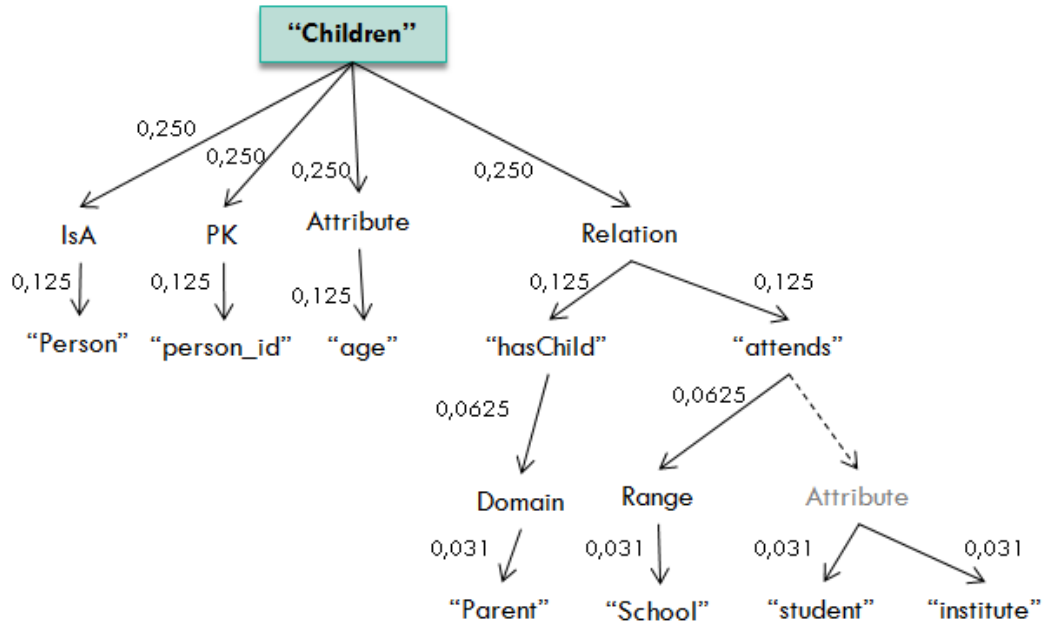 “Children”
0,250
0,250
0,250
0,250
IsA
PK
Attribute
Relation
0,125
0,125
0,125
0,125
0,125
“Person”
“person_id”
“age”
“hasChild”
“attends”
0,0625
0,0625
Domain
Range
Attribute
0,031
0,031
0,031
0,031
“Parent”
“School”
“student”
“institute”